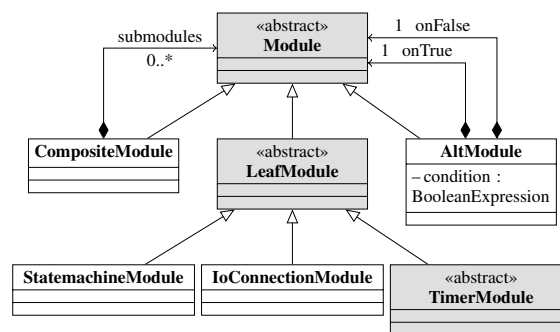 «abstract»
Module
submodules
0..*
1 onFalse
1 onTrue
CompositeModule
«abstract»
LeafModule
AltModule
– condition :
BooleanExpression
StatemachineModule
IoConnectionModule
«abstract»
TimerModule